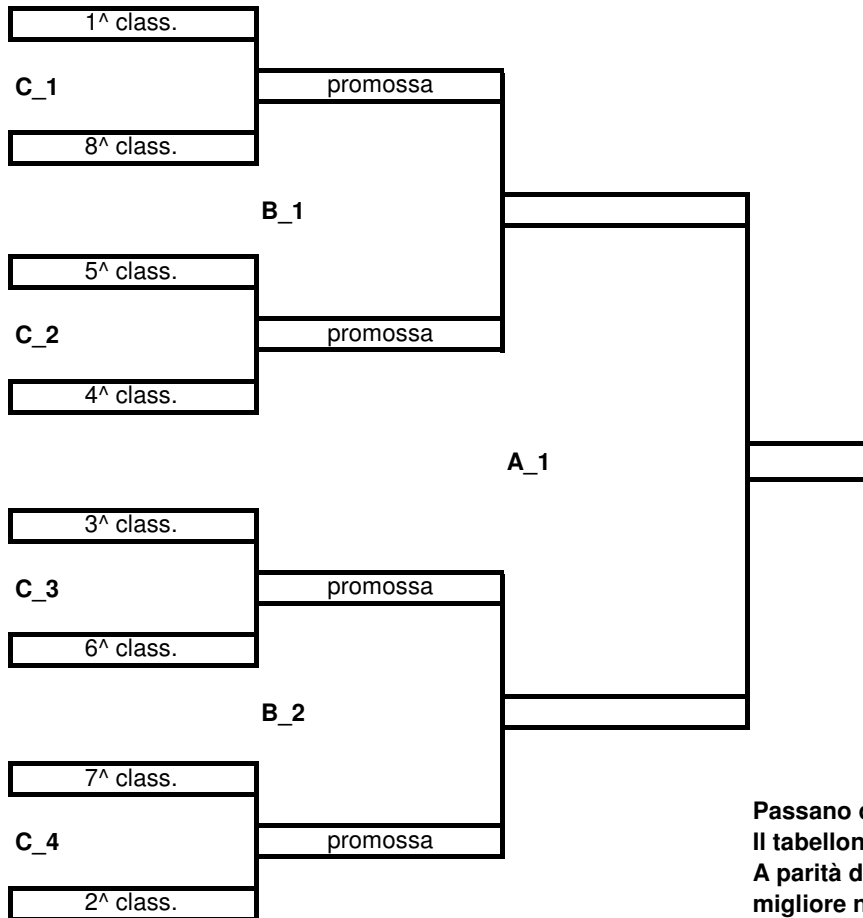 1^ class.
C_1
promossa
8^ class.
B_1
5^ class.
C_2
promossa
4^ class.
A_1
3^ class.
C_3
promossa
6^ class.
B_2
7^ class.
C_4
promossa
2^ class.
Passano
Il tabellon
A parità d
migliore n